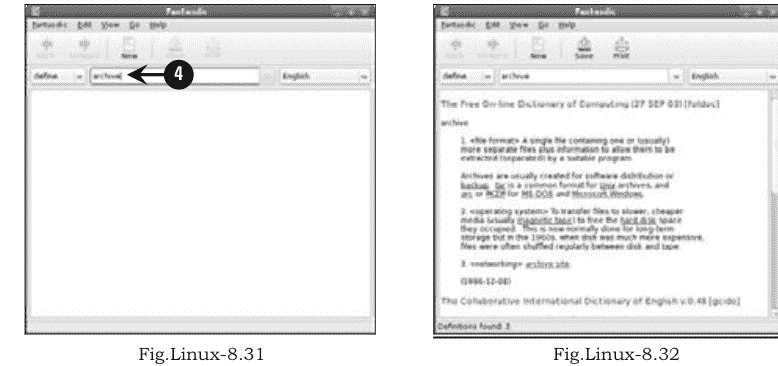 Fantasdic
Fantasdic Edit View Go Help
New
define archive English
4
Fig.Linux-8.31
Fantasdic
Fantasdic Edit View Go Help
New Save Print
define archive English
The Free On-line Dictionary of Computing (27 SEP 03) [foldoc]
archive
1. <file format> A single file containing one or (usually)
more separate files plus information to allow them to be
extracted (separated) by a suitable program.
Archives are usually created for software distribution or
backup. tar is a common format for Unix archives, and
arc or PKZIP for MS-DOS and Microsoft Windows.
2. <operating system> To transfer files to slower, cheaper
media (usually magnetic tape) to free the hard disk space
they occupied. This is now normally done for long-term
storage but in the 1960s, when disk was much more expensive,
files were often shuffled regularly between disk and tape.
3. <networking> archive site.
(1996-12-08)
The Collaborative International Dictionary of English v.0.48 [gcide]
Definitions found: 3
Fig.Linux-8.32